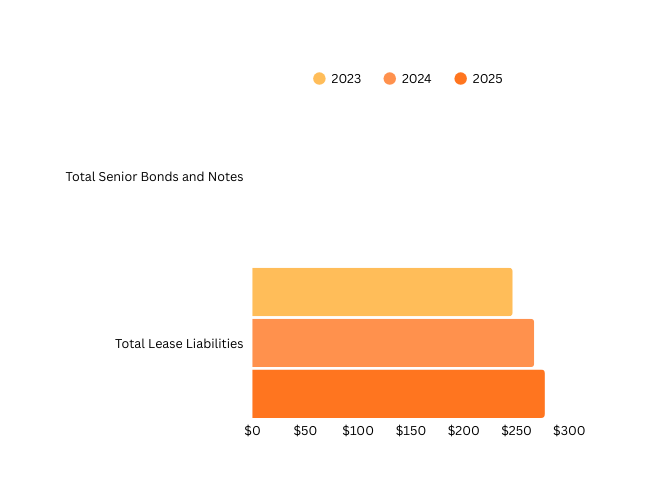 2023 2024 2025
Total Senior Bonds and Notes
Total Lease Liabilities
$0 $50 $100 $150 $200 $250 $300